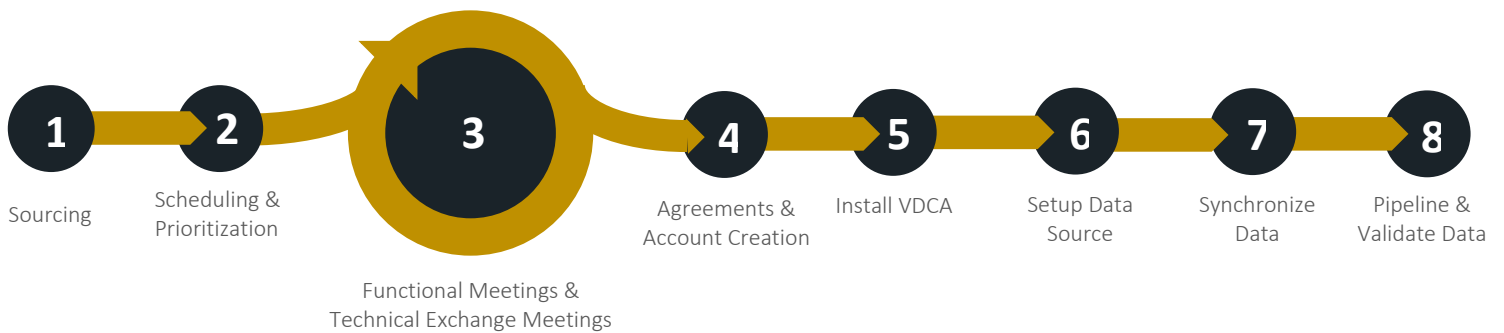 1
Sourcing
2
Scheduling &
Prioritization
3
Functional Meetings &
Technical Exchange Meetings
4
Agreements &
Account Creation
5
Install VDCA
6
Setup Data
Source
7
Synchronize
Data
8
Pipeline &
Validate Data